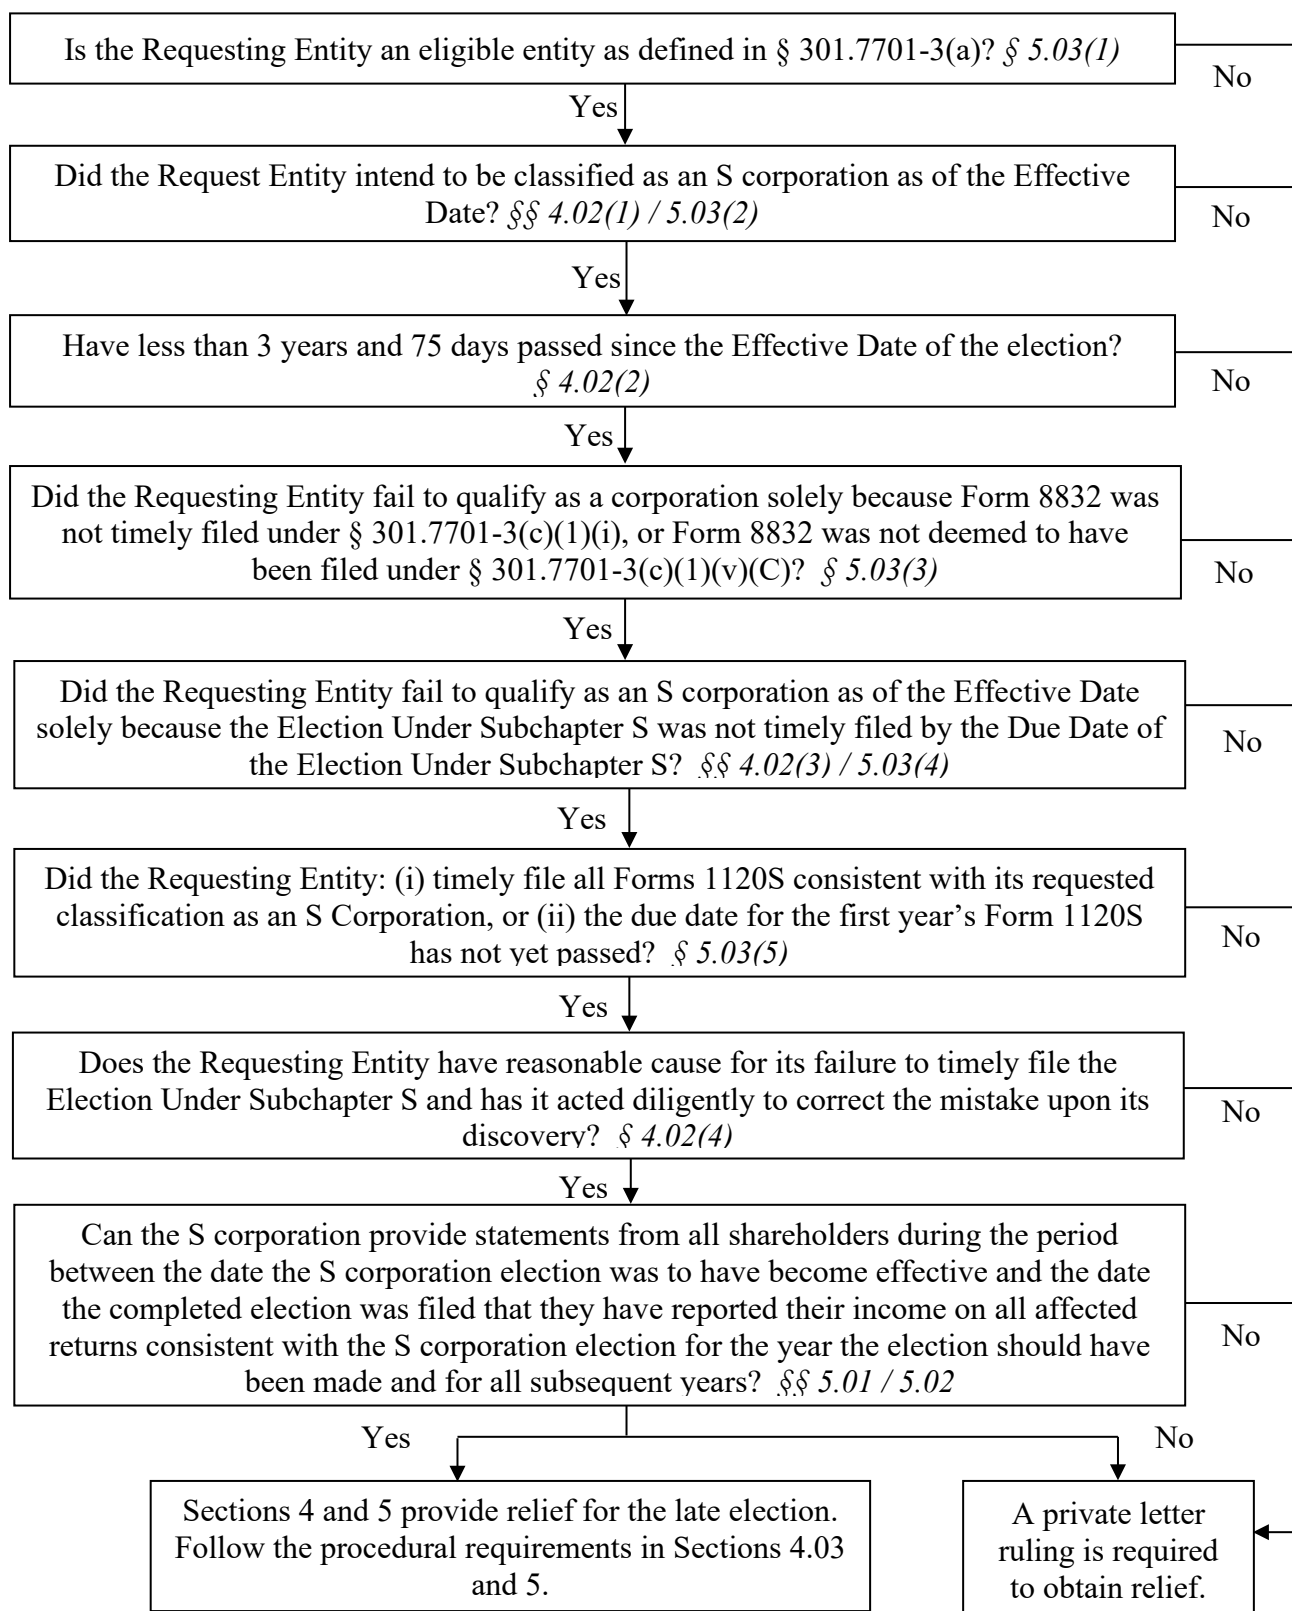 Is the Requesting Entity an eligible entity as defined in § 301.7701-3(a)? § 5.03(1)
No
Yes
Did the Request Entity intend to be classified as an S corporation as of the Effective
Date? §§ 4.02(1) / 5.03(2)
No
Yes
Have less than 3 years and 75 days passed since the Effective Date of the election?
§ 4.02(2)
No
Yes
Did the Requesting Entity fail to qualify as a corporation solely because Form 8832 was
not timely filed under § 301.7701-3(c)(1)(i), or Form 8832 was not deemed to have
been filed under § 301.7701-3(c)(1)(v)(C)? § 5.03(3)
No
Yes
Did the Requesting Entity fail to qualify as an S corporation as of the Effective Date
solely because the Election Under Subchapter S was not timely filed by the Due Date of
the Election Under Subchapter S? §§ 4.02(3) / 5.03(4)
No
Yes
Did the Requesting Entity: (i) timely file all Forms 1120S consistent with its requested
classification as an S Corporation, or (ii) the due date for the first year's Form 1120S
has not yet passed? § 5.03(5)
No
Yes
Does the Requesting Entity have reasonable cause for its failure to timely file the
Election Under Subchapter S and has it acted diligently to correct the mistake upon its
discovery? § 4.02(4)
No
Yes
Can the S corporation provide statements from all shareholders during the period
between the date the S corporation election was to have become effective and the date
the completed election was filed that they have reported their income on all affected
returns consistent with the S corporation election for the year the election should have
been made and for all subsequent years? §§ 5.01 / 5.02
No
Yes
No
Sections 4 and 5 provide relief for the late election.
Follow the procedural requirements in Sections 4.03
and 5.
A private letter
ruling is required
to obtain relief.